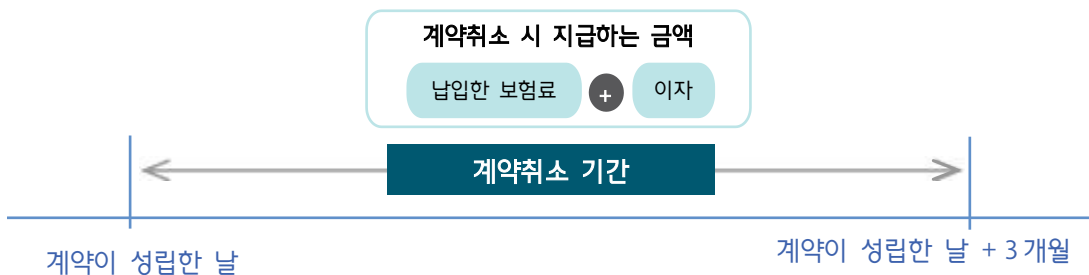 계약취소 시 지급하는 금액
납입한 보험료 + 이자
계약취소 기간
계약이 성립한 날
계약이 성립한 날 + 3개월